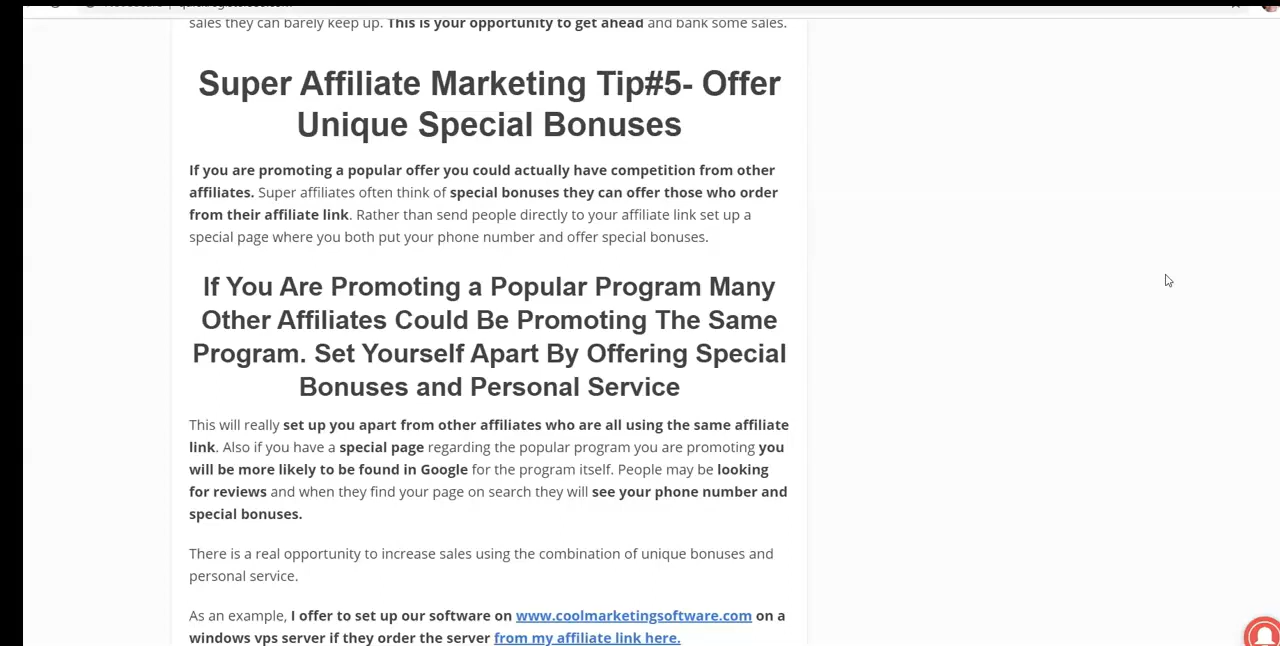 sales they can barely keep up. This is your opportunity to get ahead and bank some sales.
Super Affiliate Marketing Tip#5- Offer
Unique Special Bonuses
If you are promoting a popular offer you could actually have competition from other
affiliates. Super affiliates often think of special bonuses they can offer those who order
from their affiliate link. Rather than send people directly to your affiliate link set up a
special page where you both put your phone number and offer special bonuses.
If You Are Promoting a Popular Program Many
Other Affiliates Could Be Promoting The Same
Program. Set Yourself Apart By Offering Special
Bonuses and Personal Service
This will really set up you apart from other affiliates who are all using the same affiliate
link. Also if you have a special page regarding the popular program you are promoting you
will be more likely to be found in Google for the program itself. People may be looking
for reviews and when they find your page on search they will see your phone number and
special bonuses.
There is a real opportunity to increase sales using the combination of unique bonuses and
personal service.
As an example, I offer to set up our software on www.coolmarketingsoftware.com on a
windows vps server if they order the server from my affiliate link here.